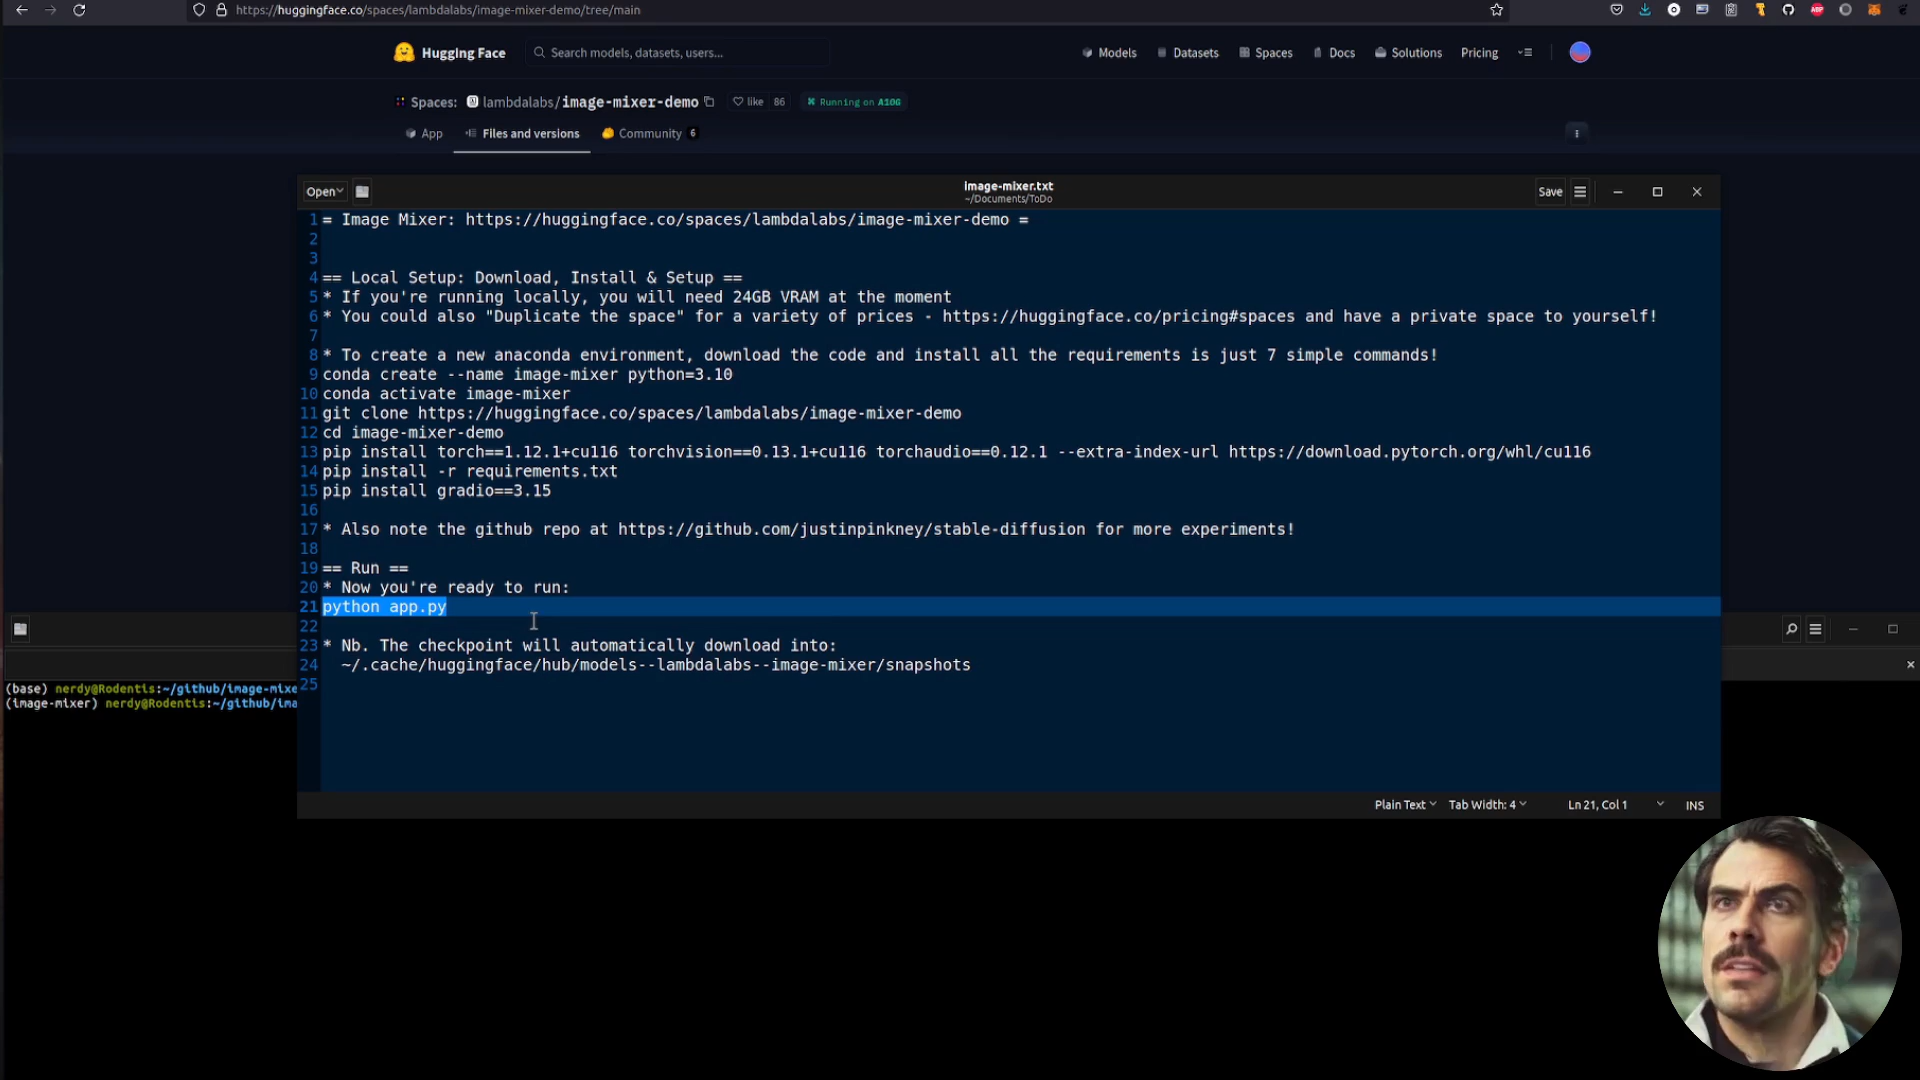 https://huggingface.co/spaces/lambdalabs/image-mixer-demo/tree/main
Hugging Face
Search models, datasets, users...
Models
Datasets
Spaces
Docs
Solutions
Pricing
Spaces: lambdalabs/image-mixer-demo
like 86
Running on A10G
App
Files and versions
Community 6
Open
image-mixer.txt
~/Documents/ToDo
Save
1 = Image Mixer: https://huggingface.co/spaces/lambdalabs/image-mixer-demo =
2
3
4 == Local Setup: Download, Install & Setup ==
5 * If you're running locally, you will need 24GB VRAM at the moment
6 * You could also "Duplicate the space" for a variety of prices - https://huggingface.co/pricing#spaces and have a private space to yourself!
7
8 * To create a new anaconda environment, download the code and install all the requirements is just 7 simple commands!
9 conda create --name image-mixer python=3.10
10 conda activate image-mixer
11 git clone https://huggingface.co/spaces/lambdalabs/image-mixer-demo
12 cd image-mixer-demo
13 pip install torch==1.12.1+cu116 torchvision==0.13.1+cu116 torchaudio==0.12.1 --extra-index-url https://download.pytorch.org/whl/cu116
14 pip install -r requirements.txt
15 pip install gradio==3.15
16
17 * Also note the github repo at https://github.com/justinpinkney/stable-diffusion for more experiments!
18
19 == Run ==
20 * Now you're ready to run:
21 python app.py
22
23 * Nb. The checkpoint will automatically download into:
24 ~/.cache/huggingface/hub/models--lambdalabs--image-mixer/snapshots
25
(base) nerdy@Rodentis:~/github/image-mixe
(image-mixer) nerdy@Rodentis:~/github/ima
Plain Text
Tab Width: 4
Ln 21, Col 1
INS